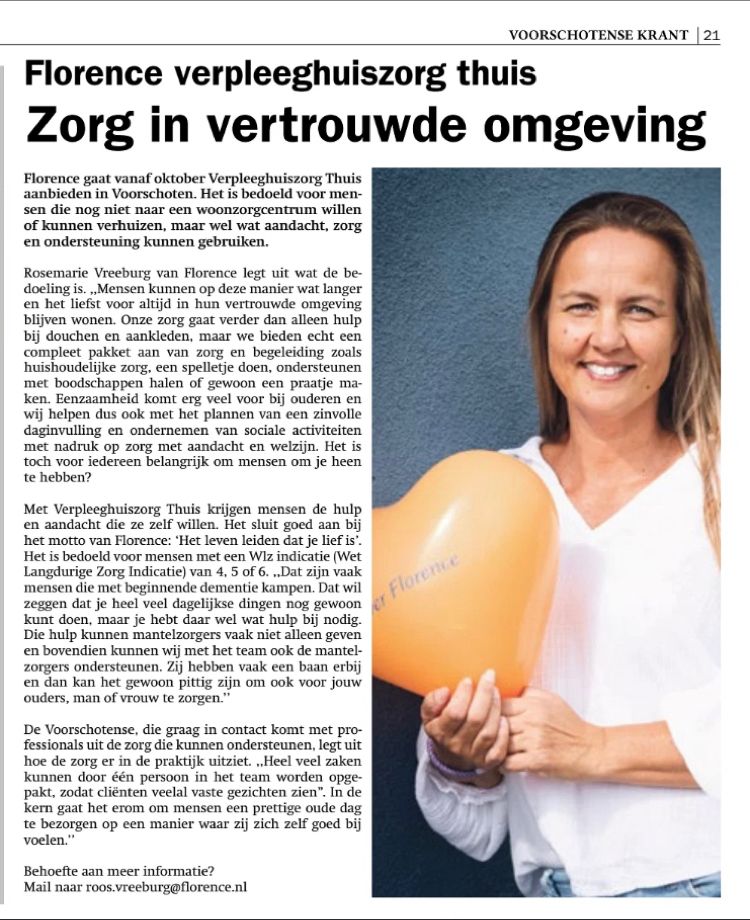 VOORSCHOTENSE KRANT | 21
Florence verpleeghuiszorg thuis
Zorg in vertrouwde omgeving
Florence gaat vanaf oktober Verpleeghuiszorg Thuis
aanbieden in Voorschoten. Het is bedoeld voor men-
sen die nog niet naar een woonzorgcentrum willen
of kunnen verhuizen, maar wel wat aandacht, zorg
en ondersteuning kunnen gebruiken.
Rosemarie Vreeburg van Florence legt uit wat de be-
doeling is. ,,Mensen kunnen op deze manier wat langer
en het liefst voor altijd in hun vertrouwde omgeving
blijven wonen. Onze zorg gaat verder dan alleen hulp
bij douchen en aankleden, maar we bieden echt een
compleet pakket aan van zorg en begeleiding zoals
huishoudelijke zorg, een spelletje doen, ondersteunen
met boodschappen halen of gewoon een praatje ma-
ken. Eenzaamheid komt erg veel voor bij ouderen en
wij helpen dus ook met het plannen van een zinvolle
daginvulling en ondernemen van sociale activiteiten
met nadruk op zorg met aandacht en welzijn. Het is
toch voor iedereen belangrijk om mensen om je heen
te hebben?
Met Verpleeghuiszorg Thuis krijgen mensen de hulp
en aandacht die ze zelf willen. Het sluit goed aan bij
het motto van Florence: ‘Het leven leiden dat je lief is’.
Het is bedoeld voor mensen met een Wlz indicatie (Wet
Langdurige Zorg Indicatie) van 4, 5 of 6. ,,Dat zijn vaak
mensen die met beginnende dementie kampen. Dat wil
zeggen dat je heel veel dagelijkse dingen nog gewoon
kunt doen, maar je hebt daar wel wat hulp bij nodig.
Die hulp kunnen mantelzorgers vaak niet alleen geven
en bovendien kunnen wij met het team ook de mantel-
zorgers ondersteunen. Zij hebben vaak een baan erbij
en dan kan het gewoon pittig zijn om ook voor jouw
ouders, man of vrouw te zorgen.’’
De Voorschotense, die graag in contact komt met pro-
fessionals uit de zorg die kunnen ondersteunen, legt uit
hoe de zorg er in de praktijk uitziet. ,,Heel veel zaken
kunnen door één persoon in het team worden opge-
pakt, zodat cliënten veelal vaste gezichten zien”. In de
kern gaat het erom om mensen een prettige oude dag
te bezorgen op een manier waar zij zich zelf goed bij
voelen.’’
Behoefte aan meer informatie?
Mail naar roos.vreeburg@florence.nl
er Florence